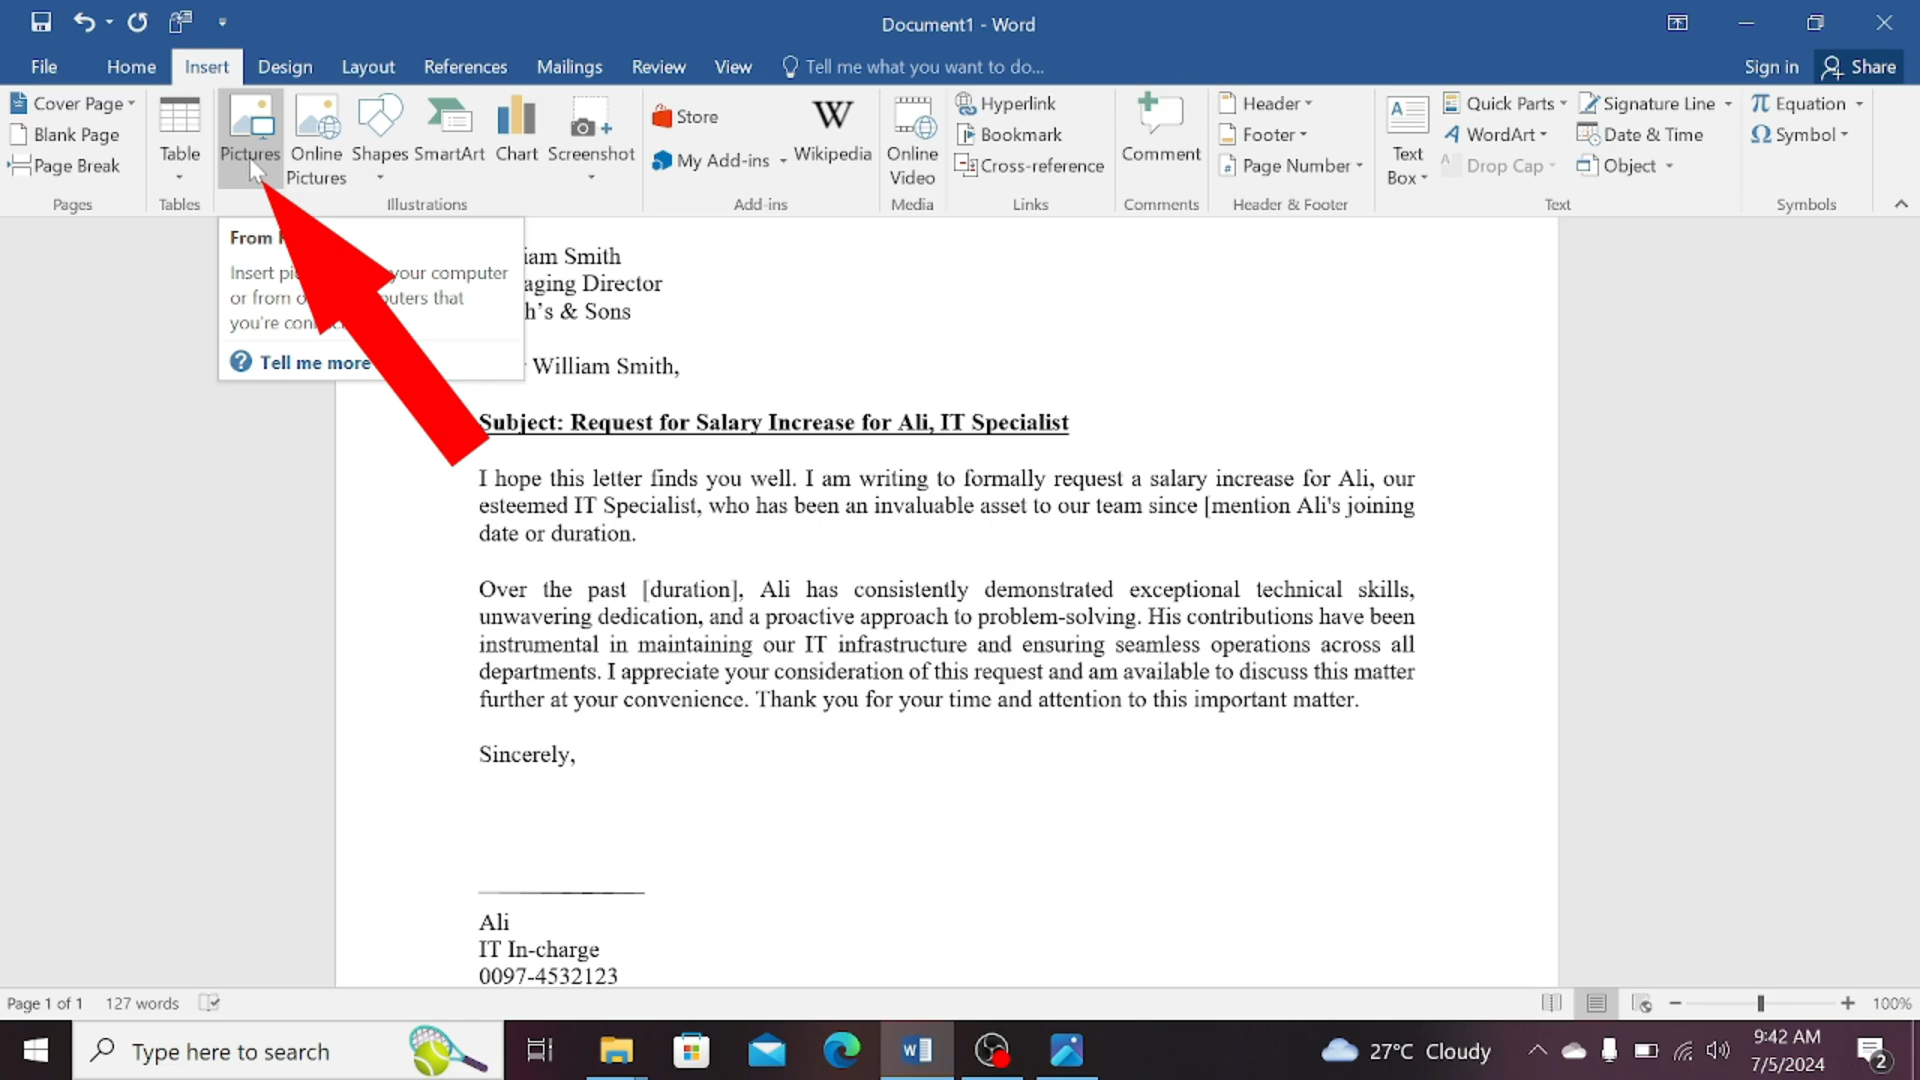 Document1 - Word
File Home Insert Design Layout References Mailings Review View Tell me what you want to do... Sign in Share
Cover Page
Blank Page
Page Break
Pages
Table
Tables
Pictures
Online
Pictures
Shapes
SmartArt
Chart
Screenshot
Illustrations
Store
My Add-ins
Wikipedia
Add-ins
Online
Video
Media
Hyperlink
Bookmark
Cross-reference
Links
Comment
Comments
Header
Footer
Page Number
Header & Footer
Text
Box
Quick Parts
WordArt
Drop Cap
Signature Line
Date & Time
Object
Text
Equation
Symbol
Symbols
From
Insert your computer
or from
you're
Tell me more
iam Smith
aging Director
h's & Sons
William Smith,
Subject: Request for Salary Increase for Ali, IT Specialist
I hope this letter finds you well. I am writing to formally request a salary increase for Ali, our
esteemed IT Specialist, who has been an invaluable asset to our team since [mention Ali's joining
date or duration.
Over the past [duration], Ali has consistently demonstrated exceptional technical skills,
unwavering dedication, and a proactive approach to problem-solving. His contributions have been
instrumental in maintaining our IT infrastructure and ensuring seamless operations across all
departments. I appreciate your consideration of this request and am available to discuss this matter
further at your convenience. Thank you for your time and attention to this important matter.
Sincerely,
Ali
IT In-charge
0097-4532123
Page 1 of 1 127 words 100%
Type here to search
27°C Cloudy
9:42 AM
7/5/2024
2